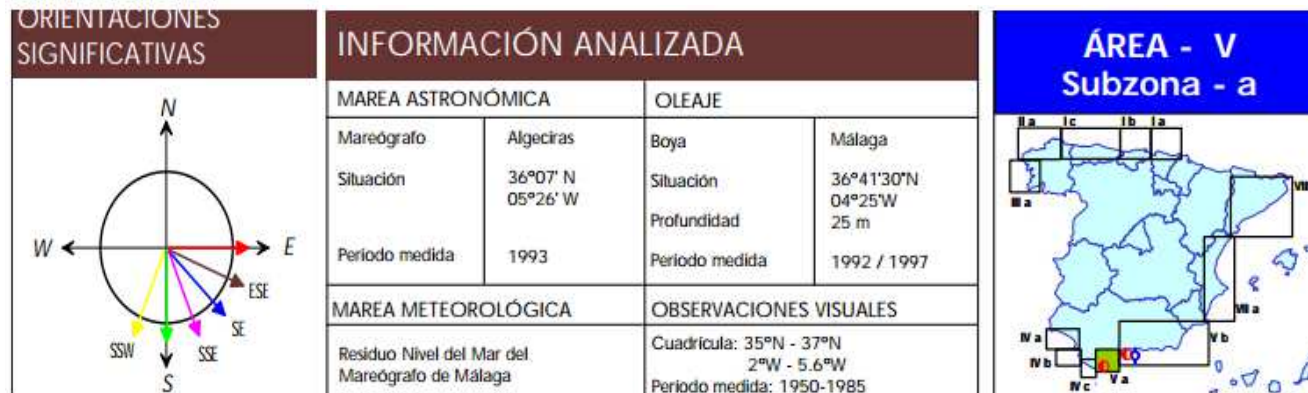 ORIENTACIONES
SIGNIFICATIVAS
N
W
E
ESE
SE
SSE
SSW
S
INFORMACIÓN ANALIZADA
MAREA ASTRONÓMICA
Mareógrafo Algeciras
Situación 36º07' N
05º26' W
Periodo medida 1993
OLEAJE
Boya Málaga
Situación 36º41'30"N
04º25'W
Profundidad 25 m
Periodo medida 1992 / 1997
MAREA METEOROLÓGICA
Residuo Nivel del Mar del
Mareógrafo de Málaga
OBSERVACIONES VISUALES
Cuadrícula: 35ºN - 37ºN
2ºW - 5.6ºW
Periodo medida: 1950-1985
ÁREA - V
Subzona - a
II a I c I b I a
III a
VII a
IV a
V b
IV b
IV c
V a